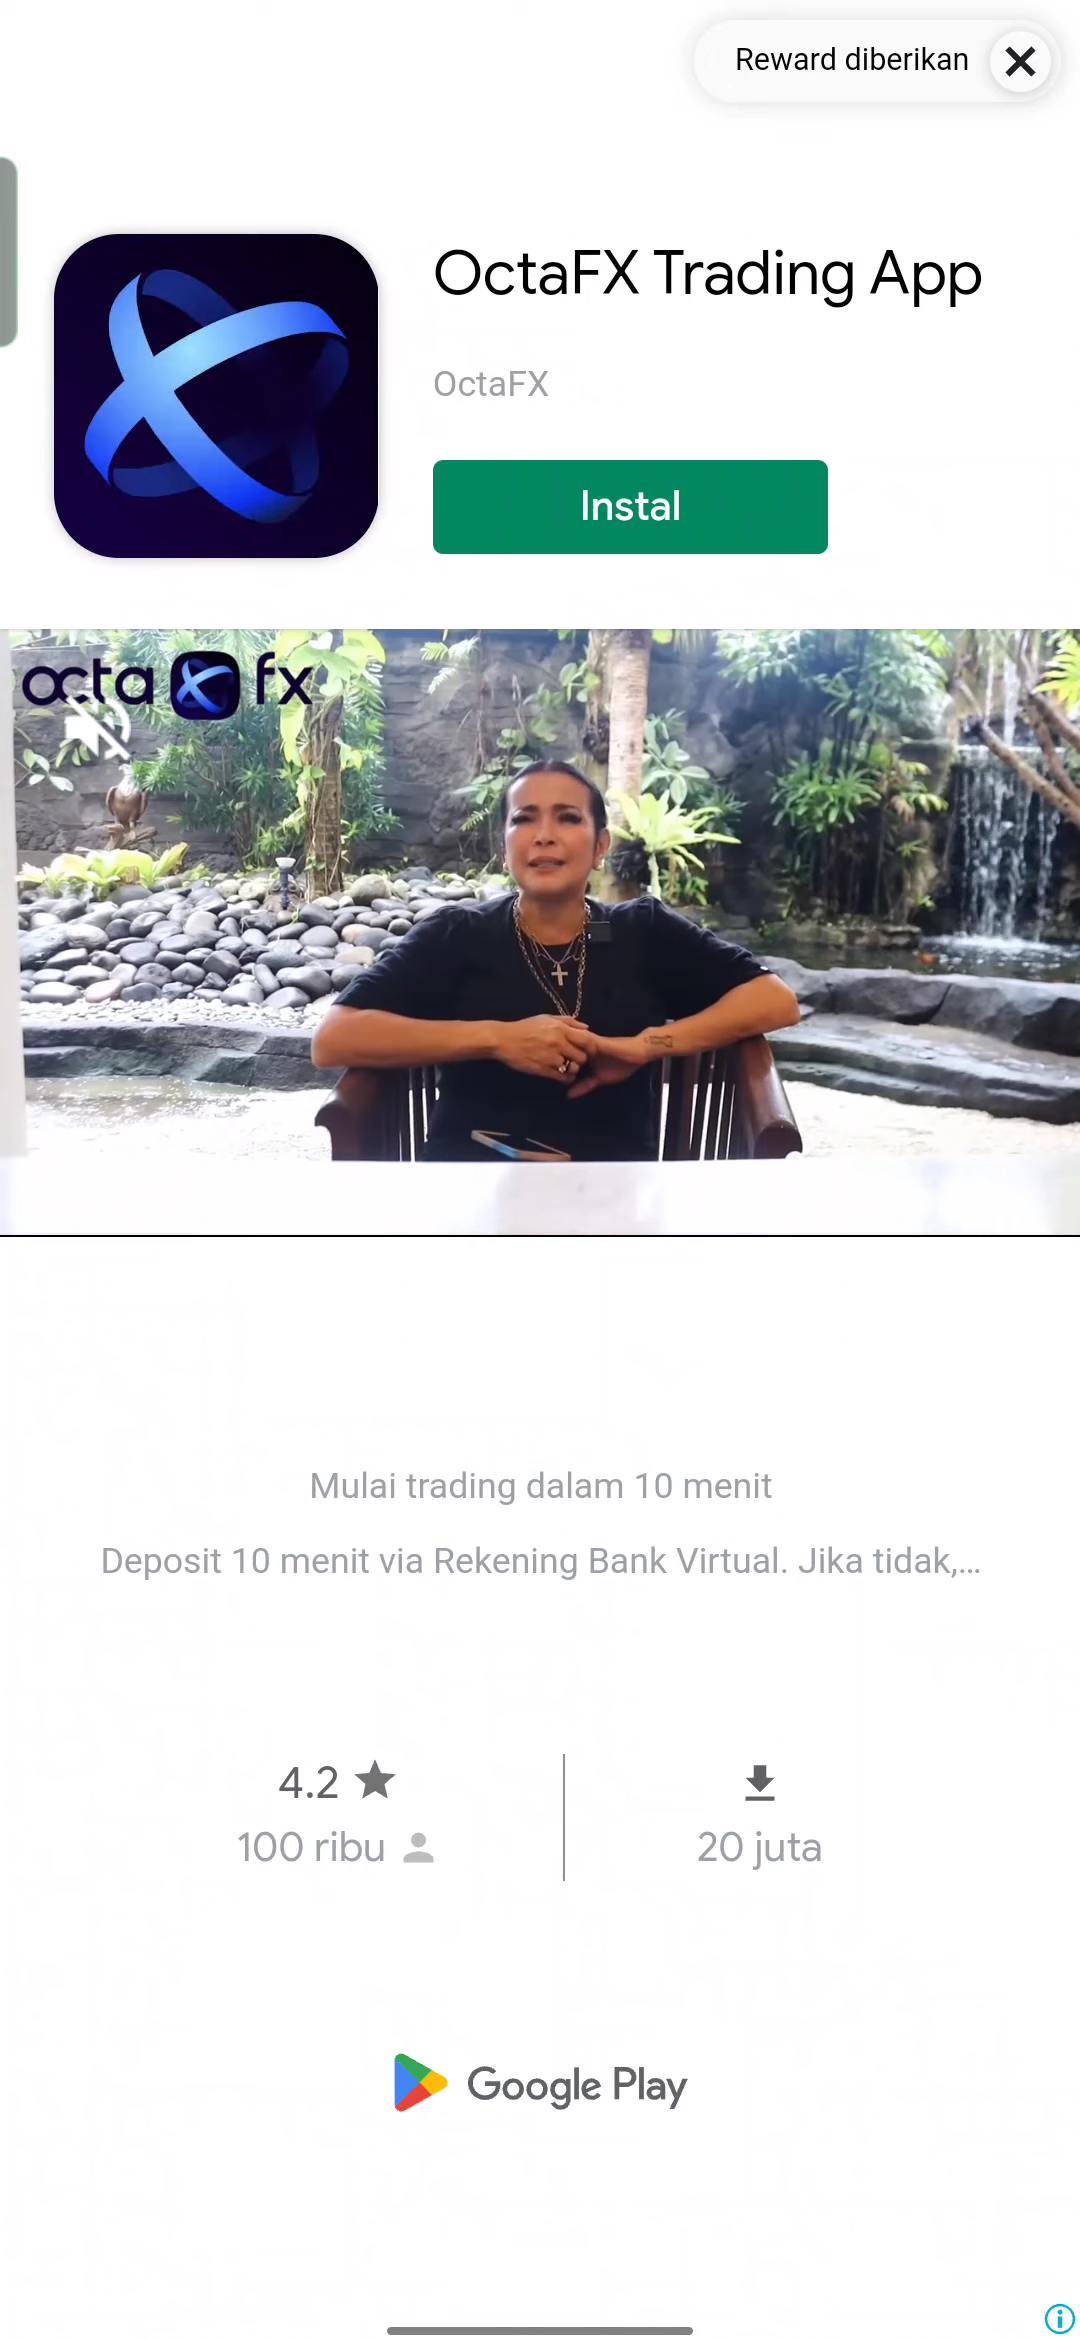 Reward diberikan
OctaFX Trading App
OctaFX
Instal
octa fx
Mulai trading dalam 10 menit
Deposit 10 menit via Rekening Bank Virtual. Jika tidak,...
4.2
100 ribu
20 juta
Google Play